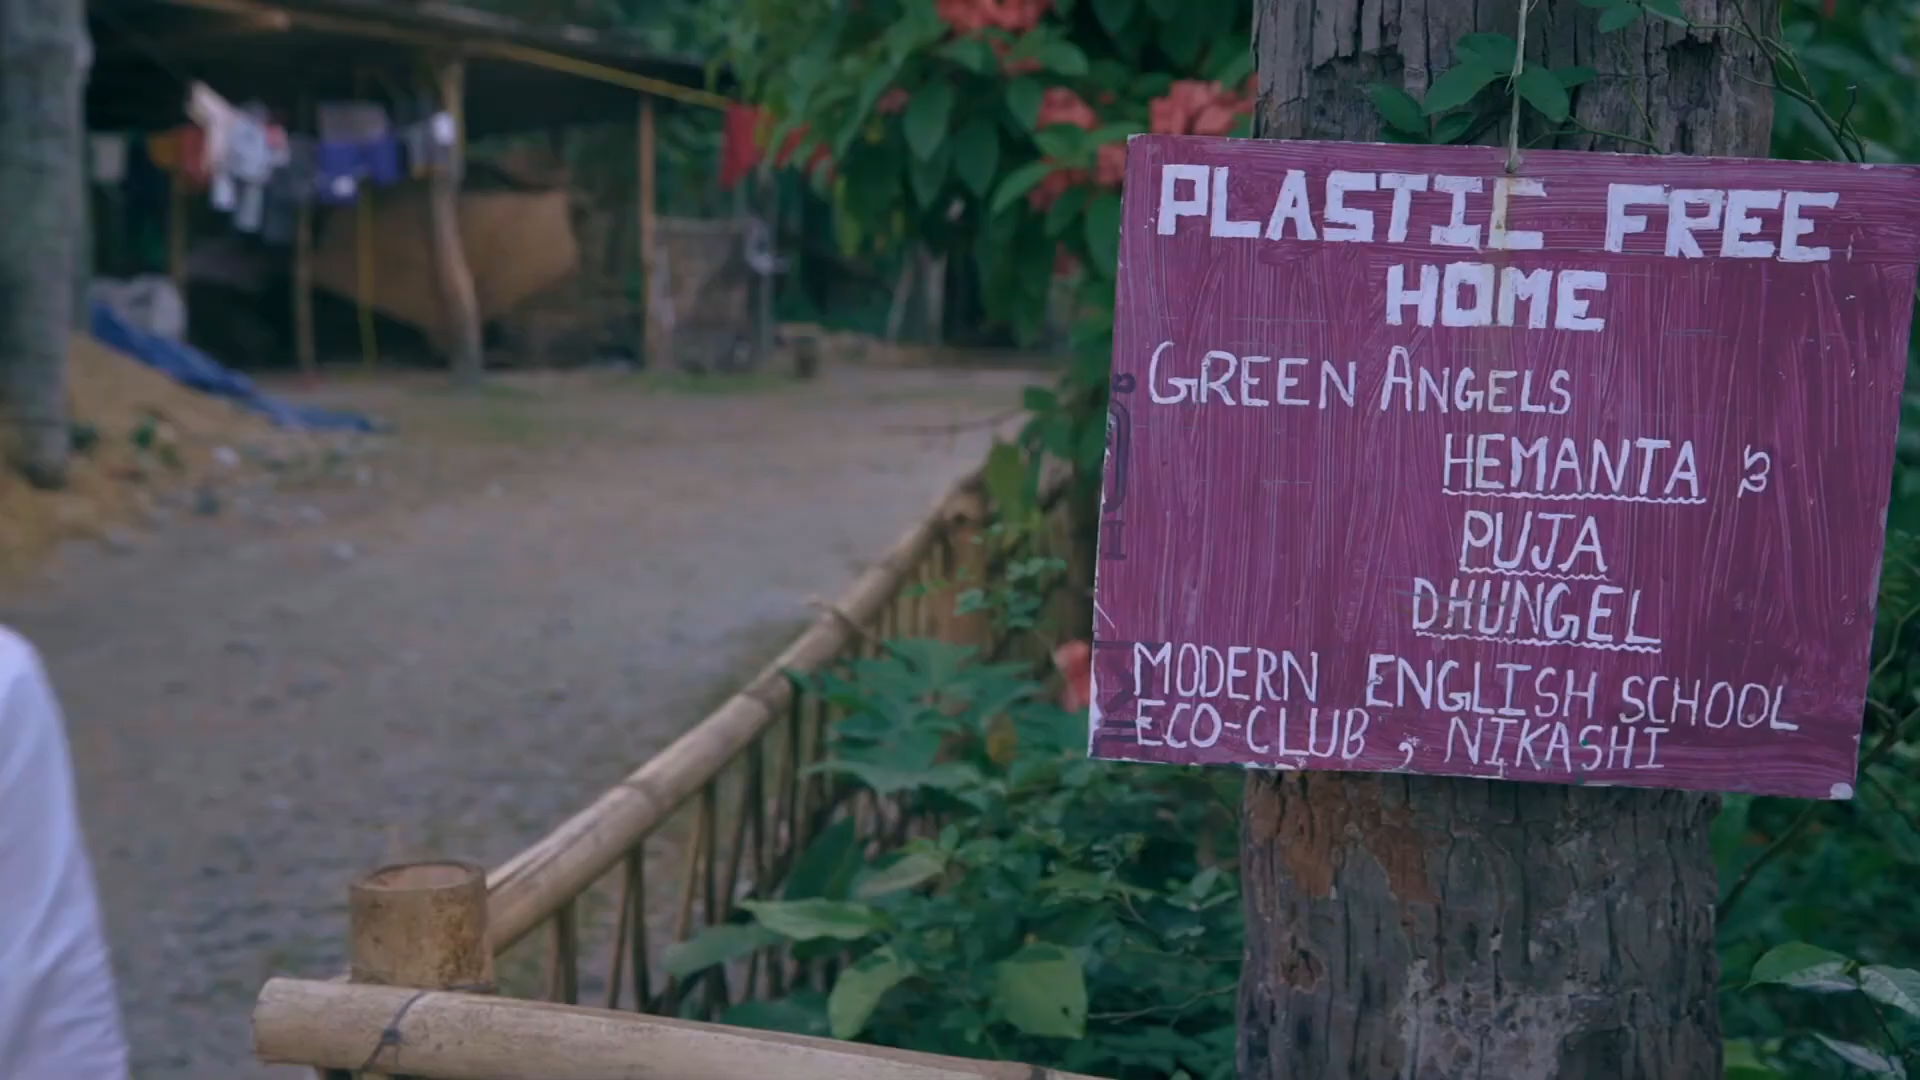 PLASTIC FREE
HOME
GREEN ANGELS
HEMANTA &
PUJA
DHUNGEL
MODERN ENGLISH SCHOOL
ECO-CLUB, NIKASHI